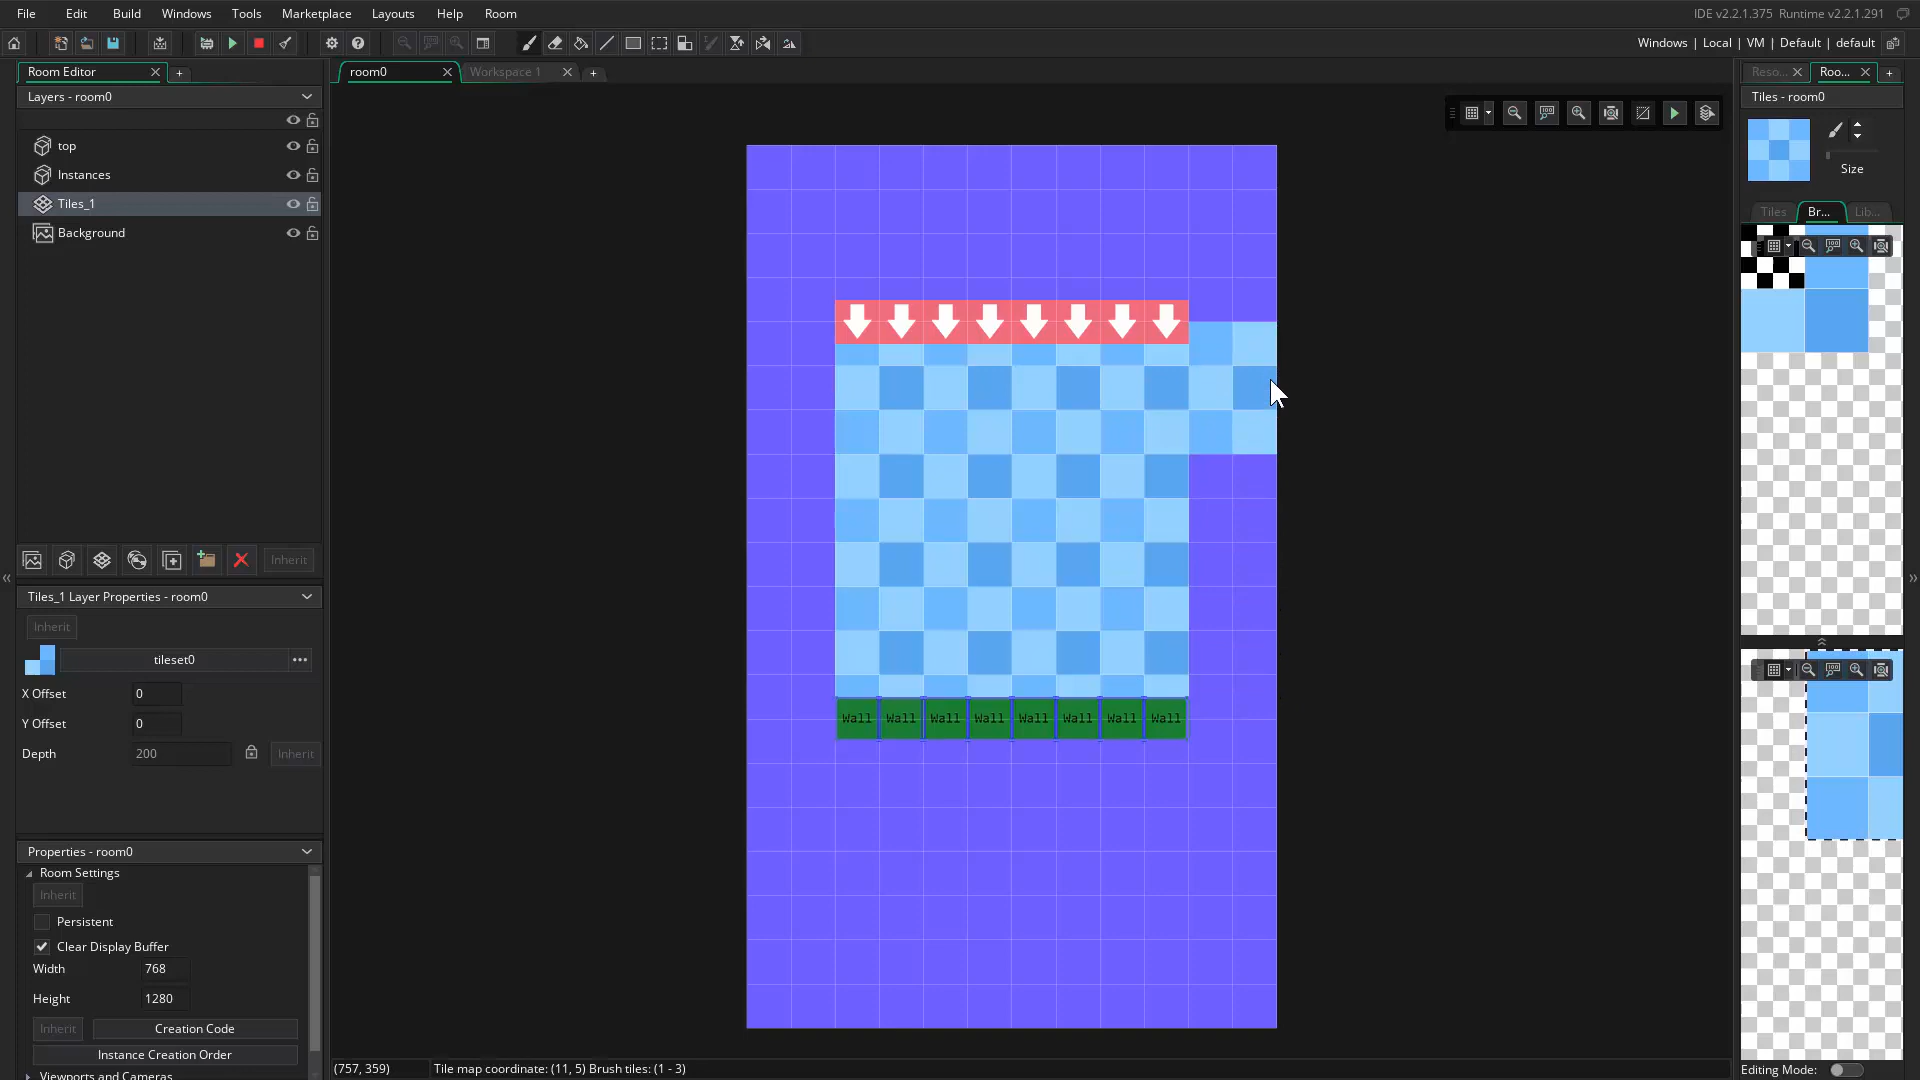 File Edit Build Windows Tools Marketplace Layouts Help Room IDE v2.2.1.375 Runtime v2.2.1.291
Windows | Local | VM | Default | default
Room Editor
room0 Workspace 1
Reso... Roo...
Layers - room0
Tiles - room0
top
Instances
Tiles_1
Background
Size
Tiles Br... Lib...
Wall Wall Wall Wall Wall Wall Wall Wall
Inherit
Tiles_1 Layer Properties - room0
Inherit
tileset0
X Offset 0
Y Offset 0
Depth 200 Inherit
Properties - room0
Room Settings
Inherit
Persistent
Clear Display Buffer
Width 768
Height 1280
Inherit Creation Code
Instance Creation Order
Viewports and Cameras
(757, 359) Tile map coordinate: (11, 5) Brush tiles: (1 - 3)
Editing Mode: